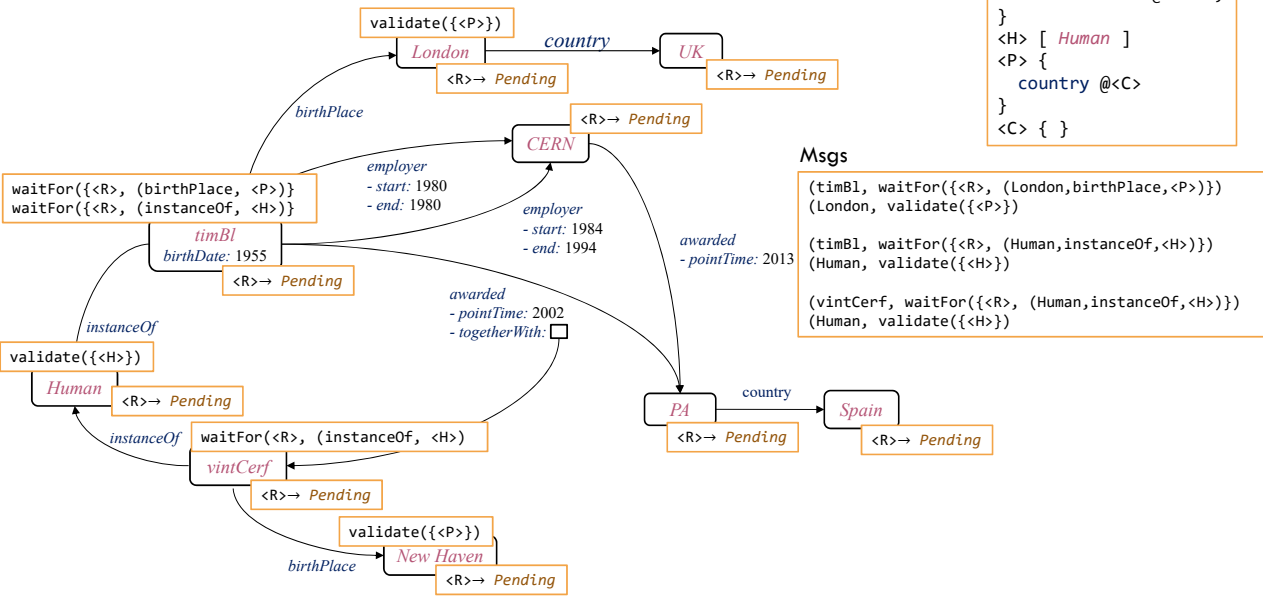 }
<H> [ Human ]
<P> {
country @<C>
}
<C> { }
validate({<P>})
London
<R>→ Pending
country
UK
<R>→ Pending
birthPlace
<R>→ Pending
CERN
employer
- start: 1980
- end: 1980
employer
- start: 1984
- end: 1994
waitFor({<R>, (birthPlace, <P>)}
waitFor({<R>, (instanceOf, <H>)}
timBl
birthDate: 1955
<R>→ Pending
Msgs
(timBl, waitFor({<R>, (London,birthPlace,<P>)})
(London, validate({<P>})
(timBl, waitFor({<R>, (Human,instanceOf,<H>)})
(Human, validate({<H>})
(vintCerf, waitFor({<R>, (Human,instanceOf,<H>)})
(Human, validate({<H>})
awarded
- pointTime: 2013
awarded
- pointTime: 2002
- togetherWith:
instanceOf
validate({<H>})
Human
<R>→ Pending
instanceOf
waitFor(<R>, (instanceOf, <H>)
vintCerf
<R>→ Pending
PA
<R>→ Pending
country
Spain
<R>→ Pending
validate({<P>})
New Haven
<R>→ Pending
birthPlace